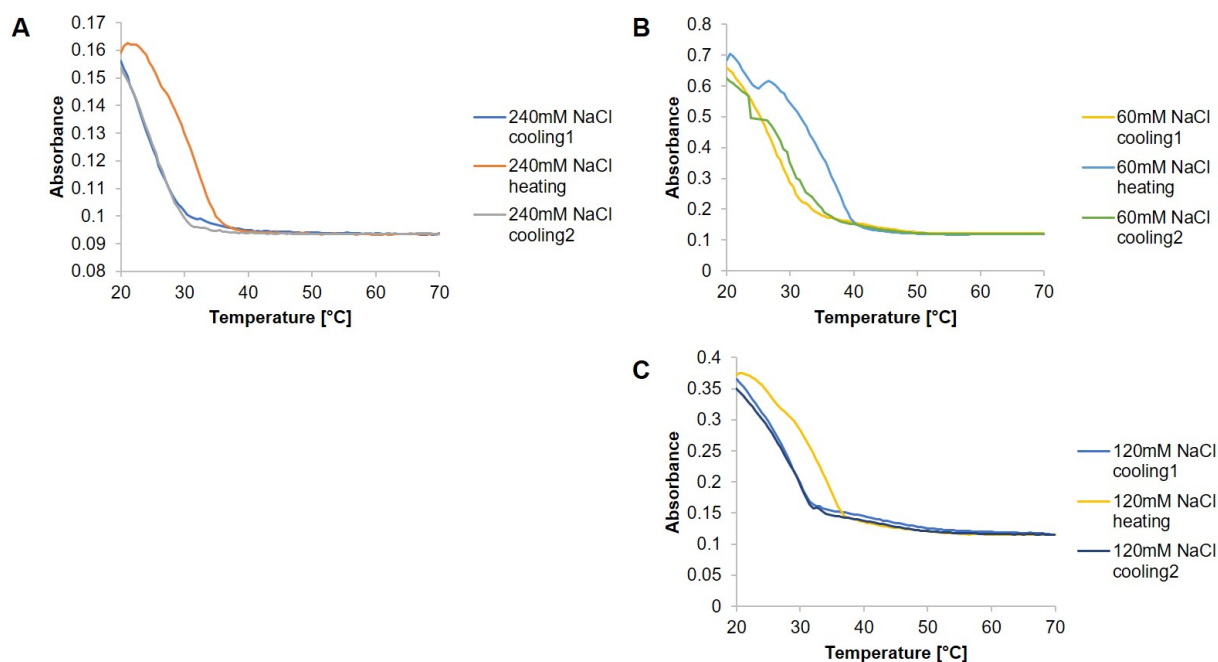 A
0.17
0.16
0.15
0.14
0.13
0.12
0.11
0.1
0.09
0.08
Absorbance
20 30 40 50 60 70
Temperature [°C]
240mM NaCl
cooling1
240mM NaCl
heating
240mM NaCl
cooling2
B
0.8
0.7
0.6
0.5
0.4
0.3
0.2
0.1
0
Absorbance
20 30 40 50 60 70
Temperature [°C]
60mM NaCl
cooling1
60mM NaCl
heating
60mM NaCl
cooling2
C
0.4
0.35
0.3
0.25
0.2
0.15
0.1
0.05
0
Absorbance
20 30 40 50 60 70
Temperature [°C]
120mM NaCl
cooling1
120mM NaCl
heating
120mM NaCl
cooling2